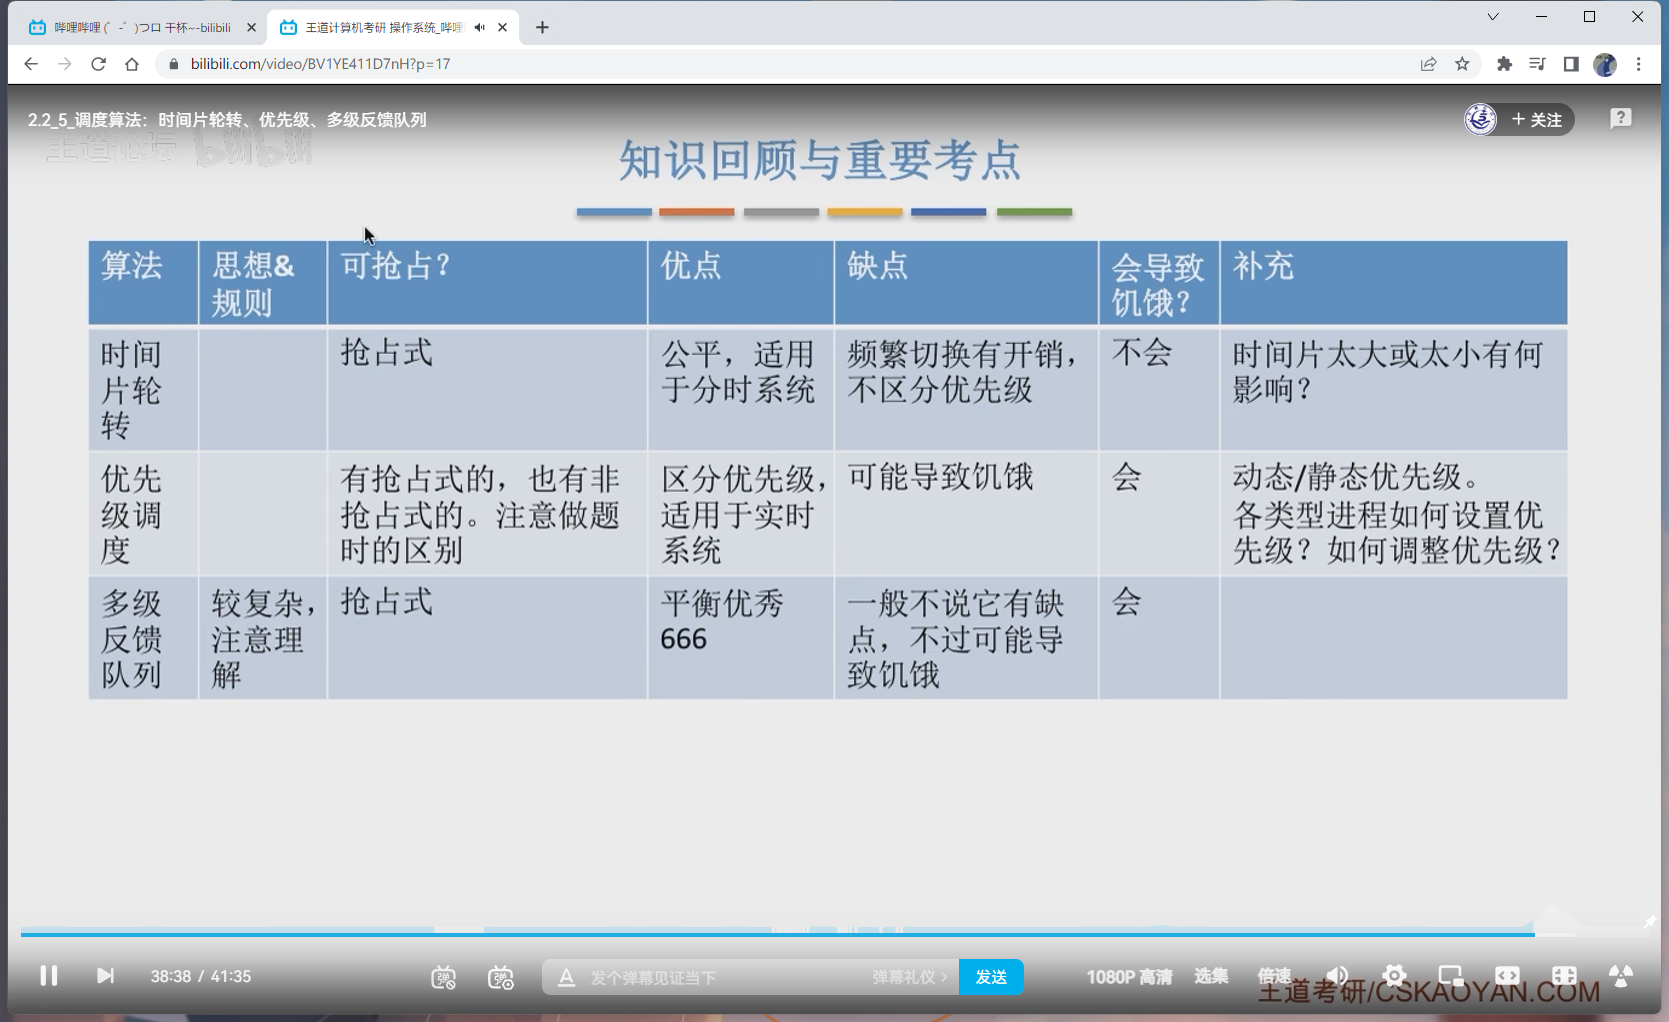 哔哩哔哩 (゜-゜)つロ 干杯~-bilibili
王道计算机考研 操作系统_哔哩
bilibili.com/video/BV1YE411D7nH?p=17
2.2_5_调度算法：时间片轮转、优先级、多级反馈队列
+ 关注
王道论坛 bilibili
知识回顾与重要考点
算法
思想&
规则
可抢占？
优点
缺点
会导致
饥饿？
补充
时间
片轮
转
抢占式
公平，适用
于分时系统
频繁切换有开销，
不区分优先级
不会
时间片太大或太小有何
影响？
优先
级调
度
有抢占式的，也有非
抢占式的。注意做题
时的区别
区分优先级，
适用于实时
系统
可能导致饥饿
会
动态/静态优先级。
各类型进程如何设置优
先级？如何调整优先级？
多级
反馈
队列
较复杂，
注意理
解
抢占式
平衡优秀
666
一般不说它有缺
点，不过可能导
致饥饿
会
38:38 / 41:35
弹
弹
A 发个弹幕见证当下
弹幕礼仪 >
发送
1080P 高清
选集
倍速
王道考研/CSKAOYAN.COM